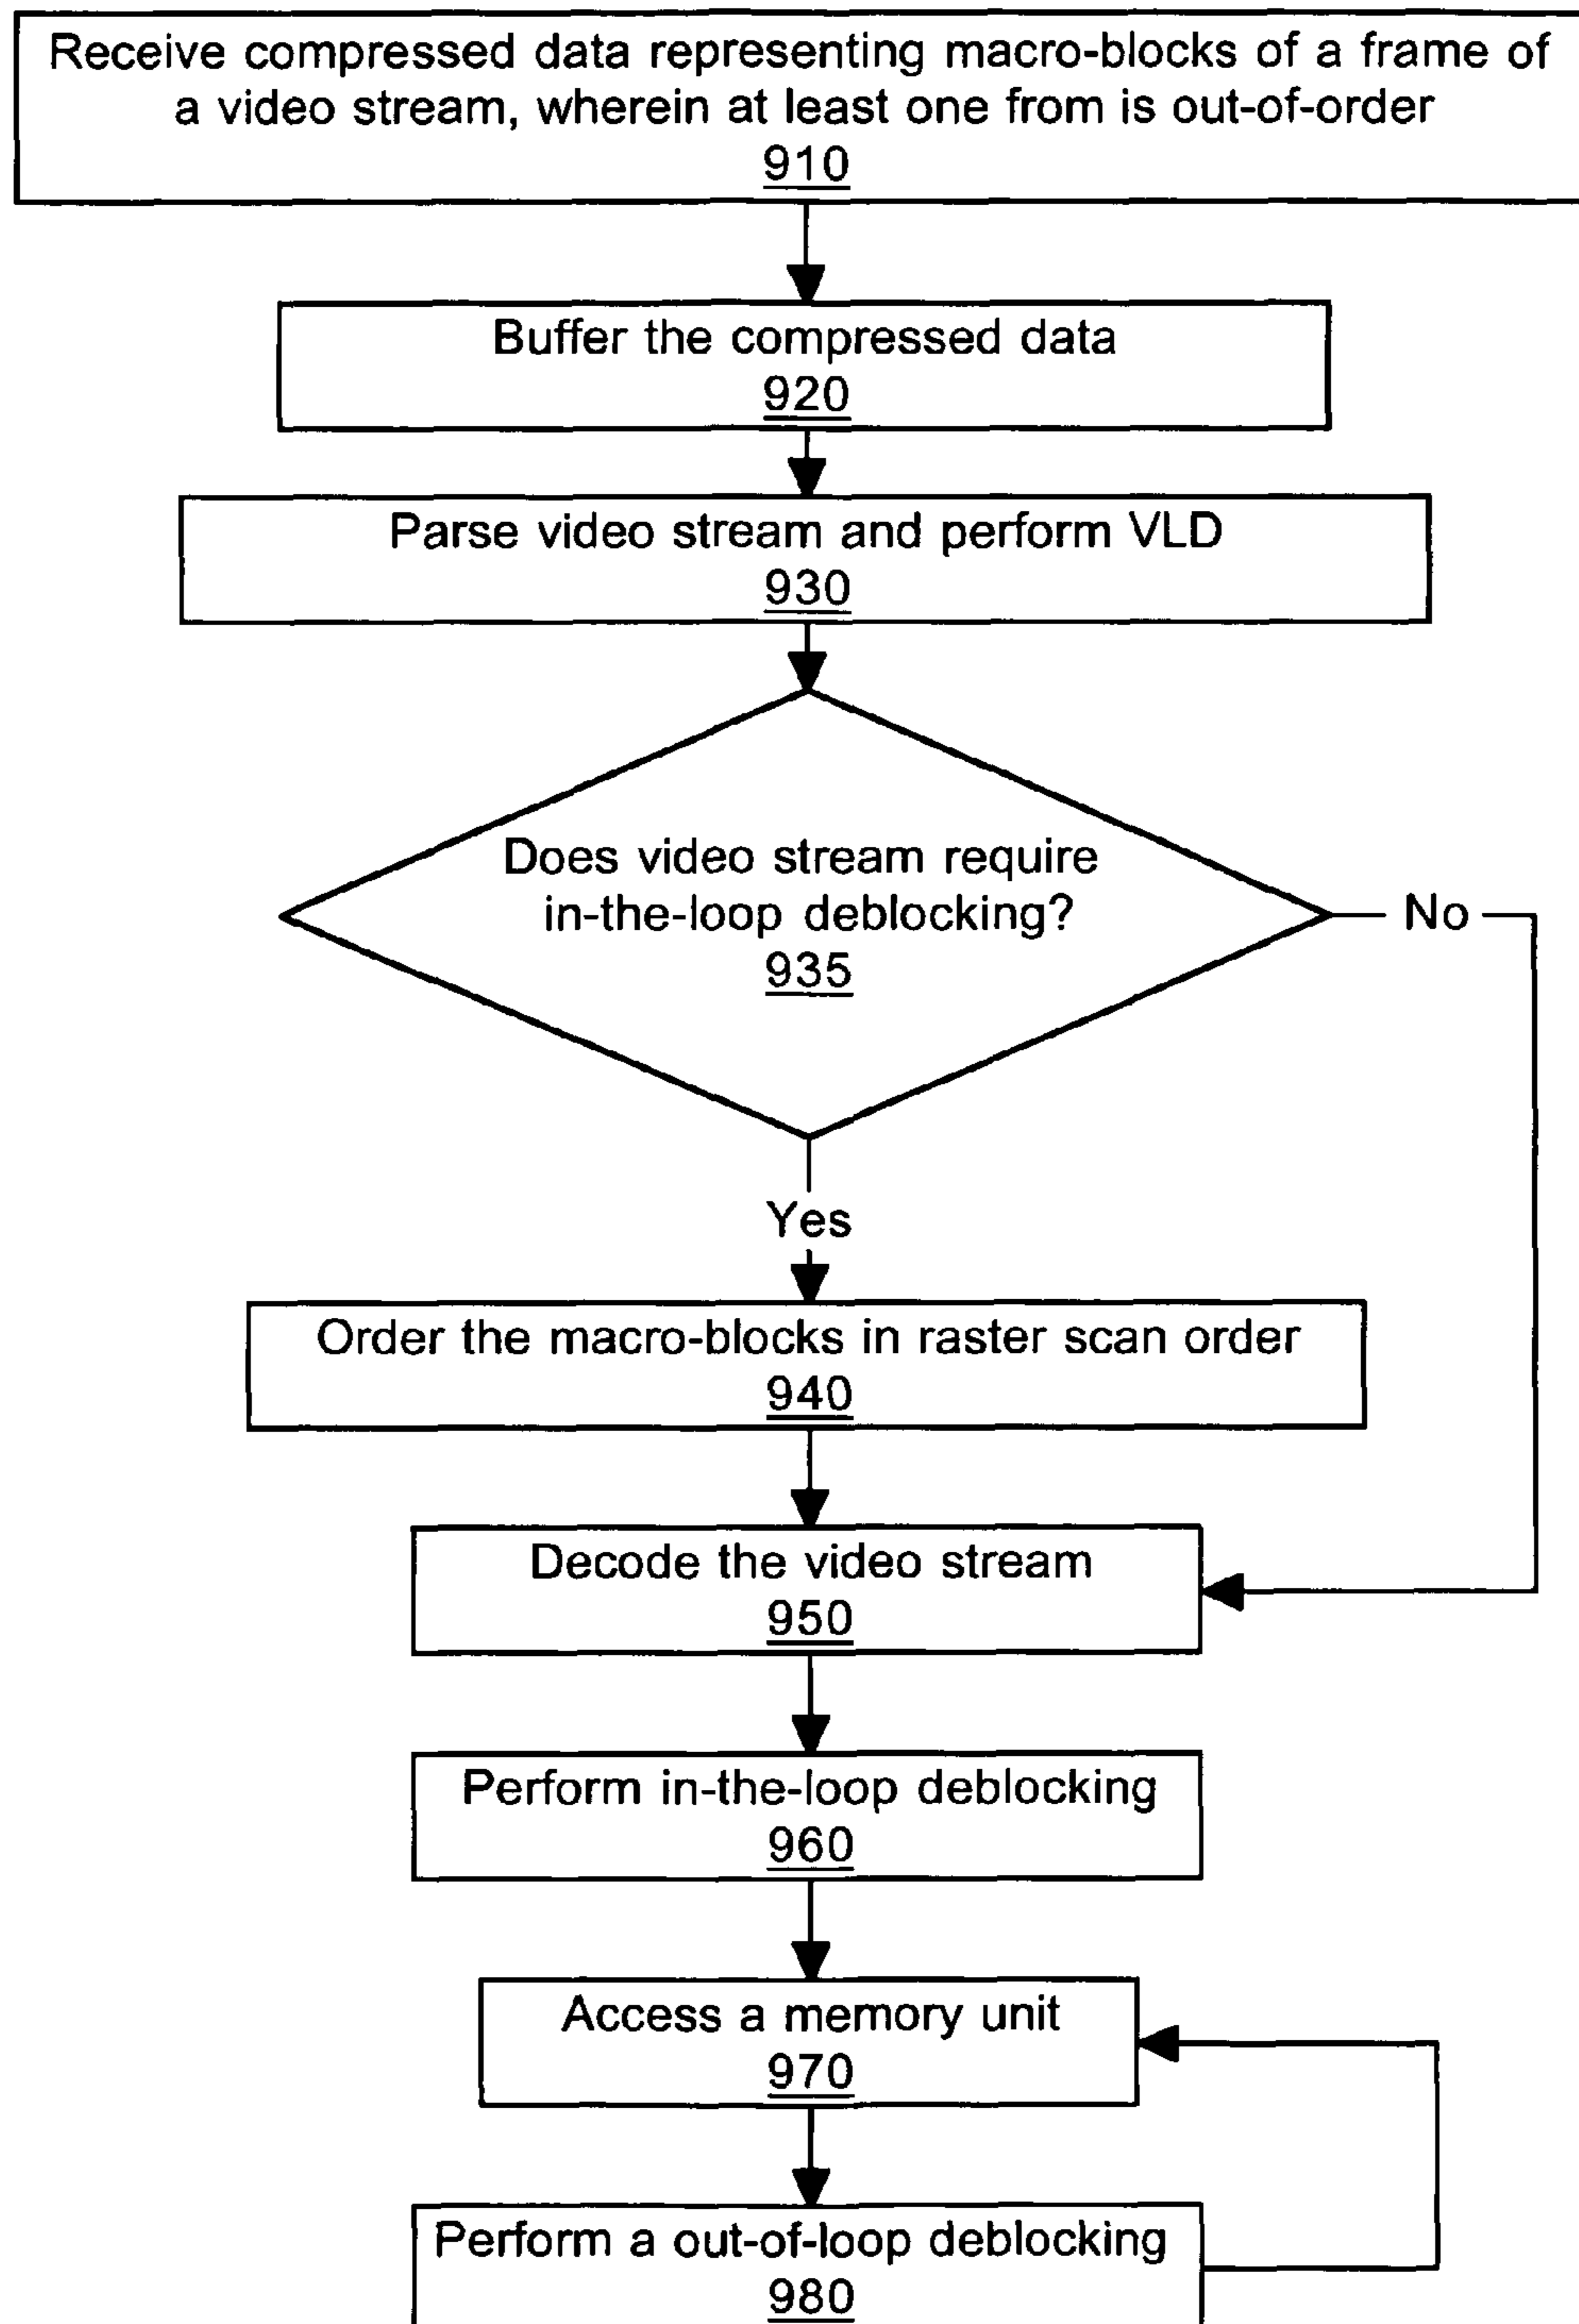 Receive compressed data representing macro-blocks of a frame of
a video stream, wherein at least one from is out-of-order
910
Buffer the compressed data
920
Parse video stream and perform VLD
930
Does video stream require
in-the-loop deblocking?
935
No
Yes
Order the macro-blocks in raster scan order
940
Decode the video stream
950
Perform in-the-loop deblocking
960
Access a memory unit
970
Perform a out-of-loop deblocking
980